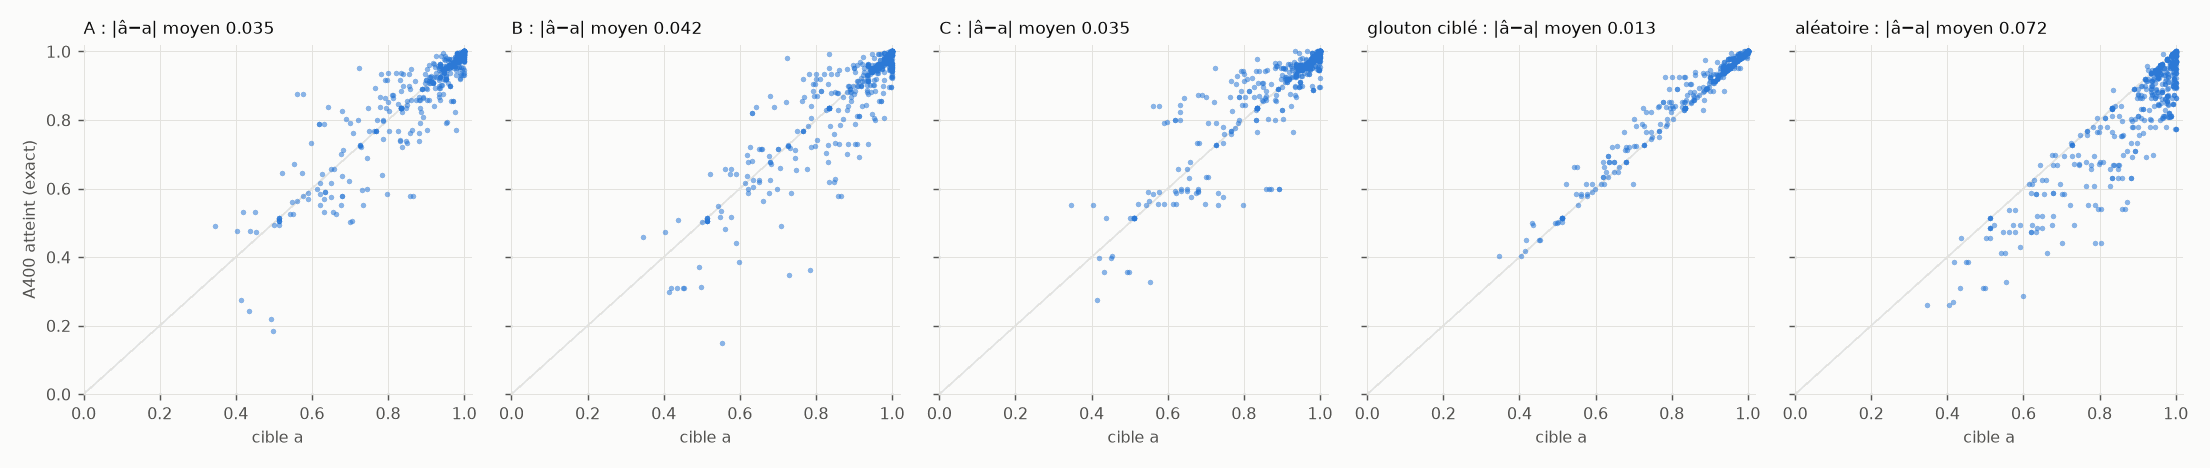 A : |â−a| moyen 0.035
B : |â−a| moyen 0.042
C : |â−a| moyen 0.035
glouton ciblé : |â−a| moyen 0.013
aléatoire : |â−a| moyen 0.072
A400 atteint (exact)
1.0
0.8
0.6
0.4
0.2
0.0
0.0 0.2 0.4 0.6 0.8 1.0
cible a
0.0 0.2 0.4 0.6 0.8 1.0
cible a
0.0 0.2 0.4 0.6 0.8 1.0
cible a
0.0 0.2 0.4 0.6 0.8 1.0
cible a
0.0 0.2 0.4 0.6 0.8 1.0
cible a